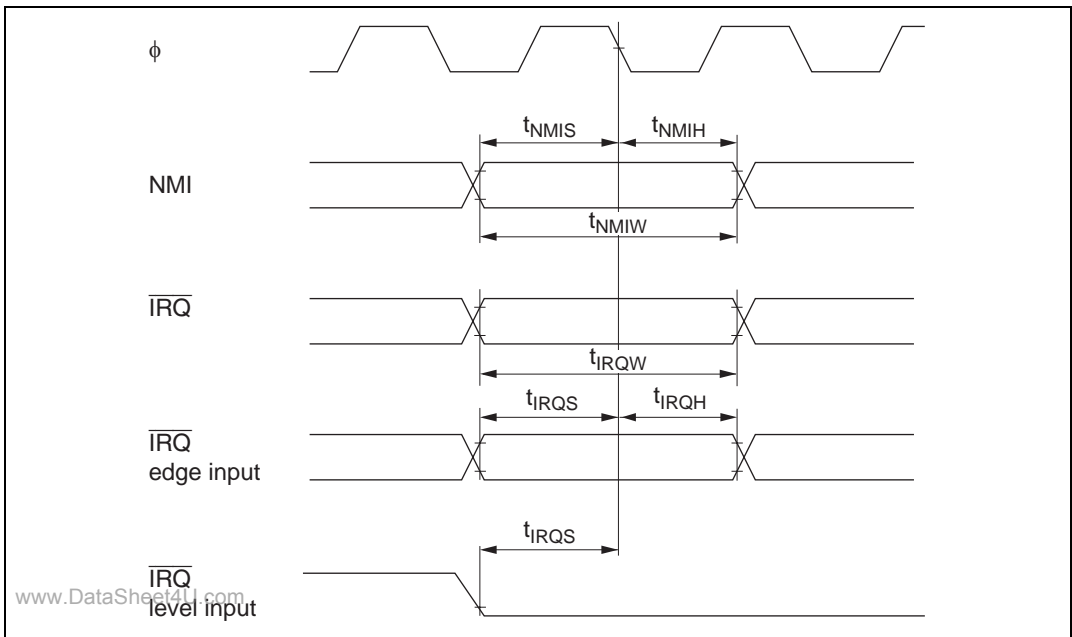 φ
tNMIS tNMIH
NMI
tNMIW
IRQ
tIRQW
tIRQS tIRQH
IRQ
edge input
tIRQS
IRQ
www.DataSheet4U.com
level input